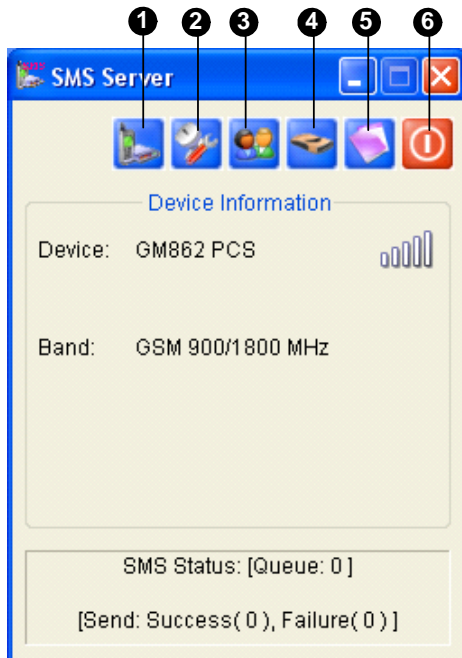 1 2 3 4 5 6
SMS Server
Device Information
Device: GM862 PCS
Band: GSM 900/1800 MHz
SMS Status: [Queue: 0 ]
[Send: Success( 0 ), Failure( 0 ) ]